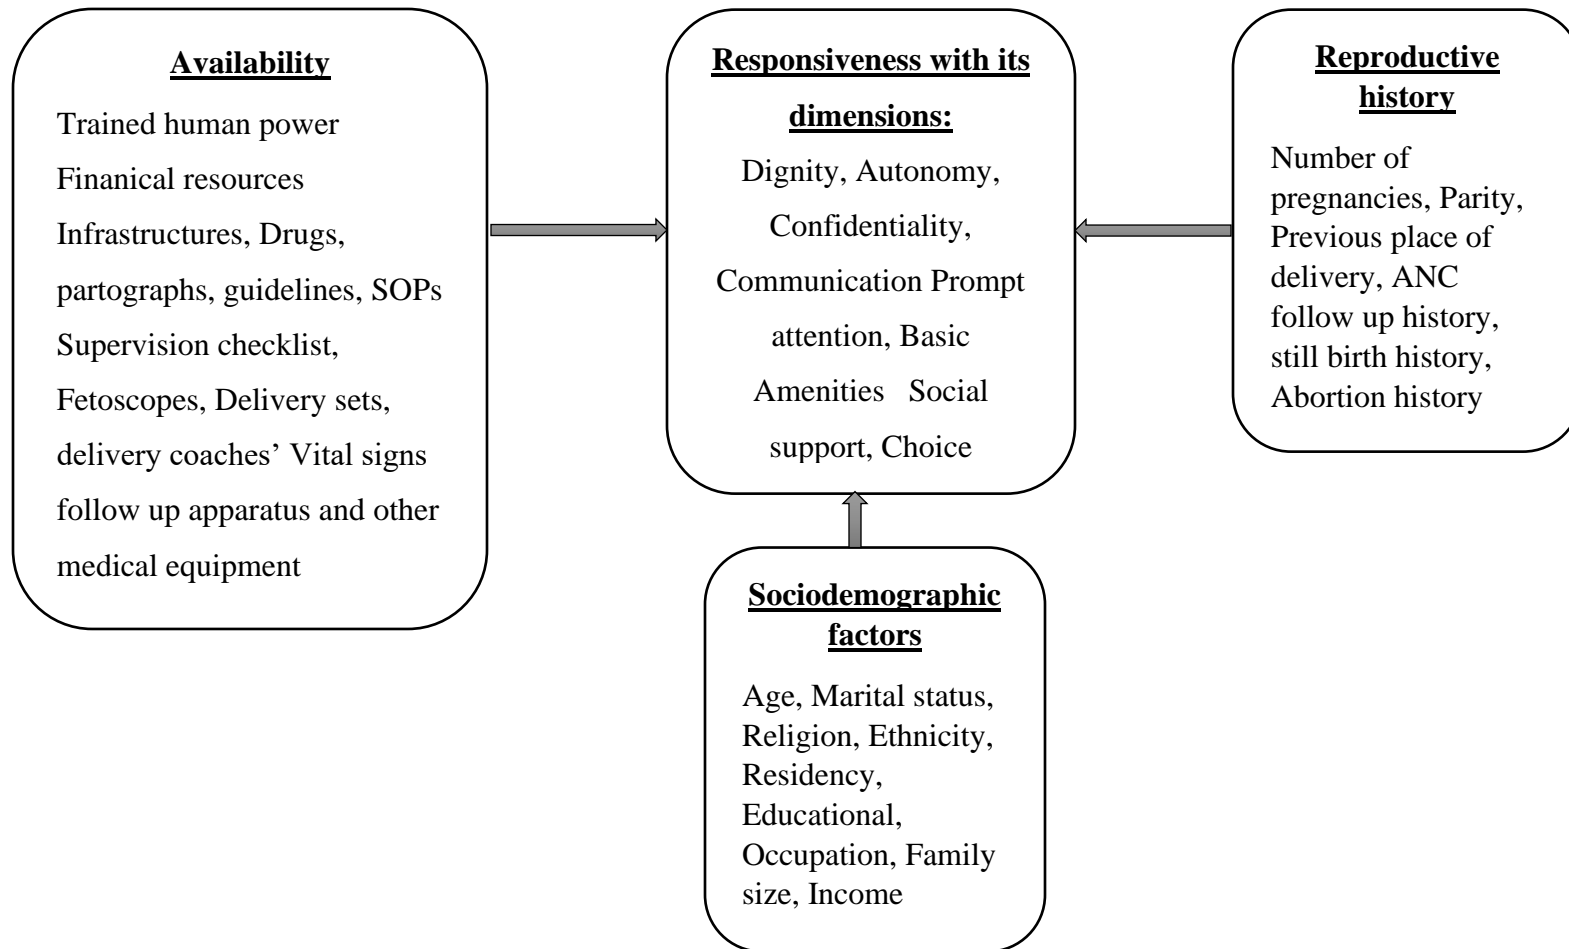 Availability
Trained human power
Finanical resources
Infrastructures, Drugs,
partographs, guidelines, SOPs
Supervision checklist,
Fetoscopes, Delivery sets,
delivery coaches’ Vital signs
follow up apparatus and other
medical equipment
Responsiveness with its
dimensions:
Dignity, Autonomy,
Confidentiality,
Communication Prompt
attention, Basic
Amenities   Social
support, Choice
Reproductive
history
Number of
pregnancies, Parity,
Previous place of
delivery, ANC
follow up history,
still birth history,
Abortion history
Sociodemographic
factors
Age, Marital status,
Religion, Ethnicity,
Residency,
Educational,
Occupation, Family
size, Income